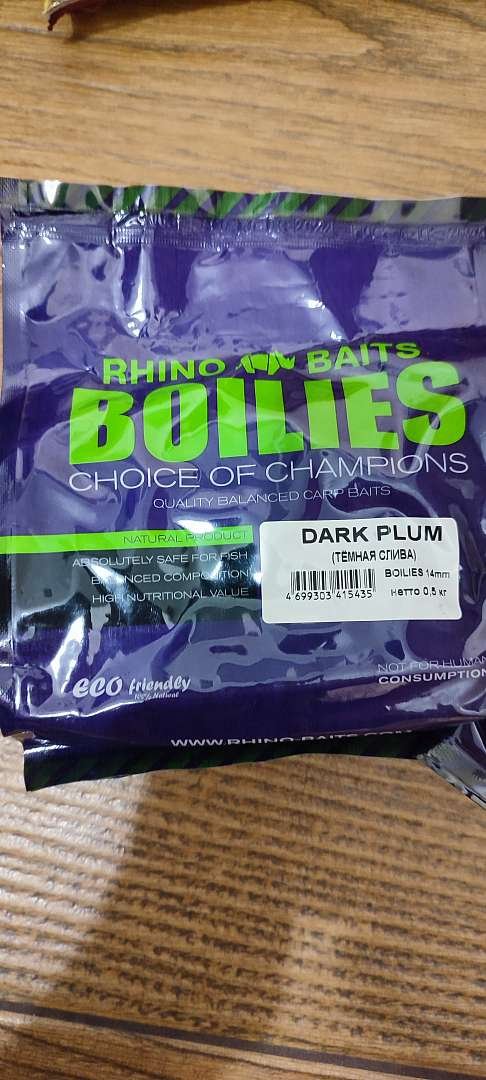 RHINO BAITS
BOILIES
CHOICE OF CHAMPIONS
QUALITY BALANCED CARP BAITS
NATURAL PRODUCT
ABSOLUTELY SAFE FOR FISH
BALANCED COMPOSITION
HIGH NUTRITIONAL VALUE
DARK PLUM
(ТЁМНАЯ СЛИВА)
BOILIES 14mm
4 699303 415435
нетто 0,5 кг
eco friendly
NOT FOR HUMAN
CONSUMPTION
WWW.RHINO-BAITS.COM